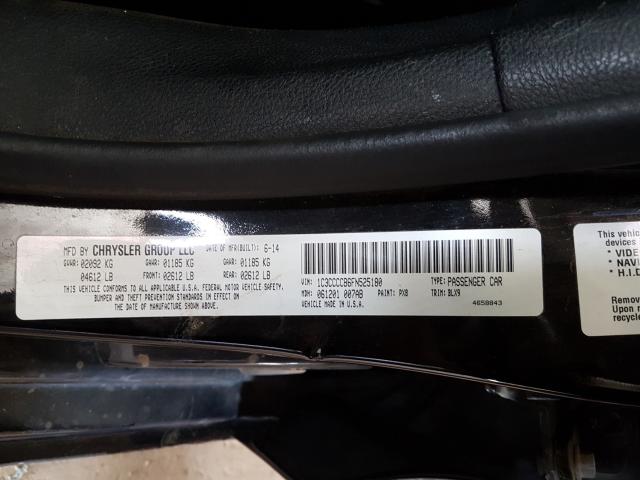 MFD BY CHRYSLER GROUP LLC DATE OF MFR(BUILT): 6-14
GVWR: 02092 KG GAWR: 01185 KG GAWR: 01185 KG
04612 LB FRONT: 02612 LB REAR: 02612 LB
THIS VEHICLE CONFORMS TO ALL APPLICABLE U.S.A. FEDERAL MOTOR VEHICLE SAFETY,
BUMPER AND THEFT PREVENTION STANDARDS IN EFFECT ON
THE DATE OF MANUFACTURE SHOWN ABOVE.
VIN: 1C3CCCCB6FN525180 TYPE: PASSENGER CAR
MDH: 061201 007AB PAINT: PX8 TRIM: BLX9
VEHICLE MADE IN U.S.A. 4658843
This vehic
devices
• VIDE
• NAVI
• H.I.D
Removal
Upon r
recycle